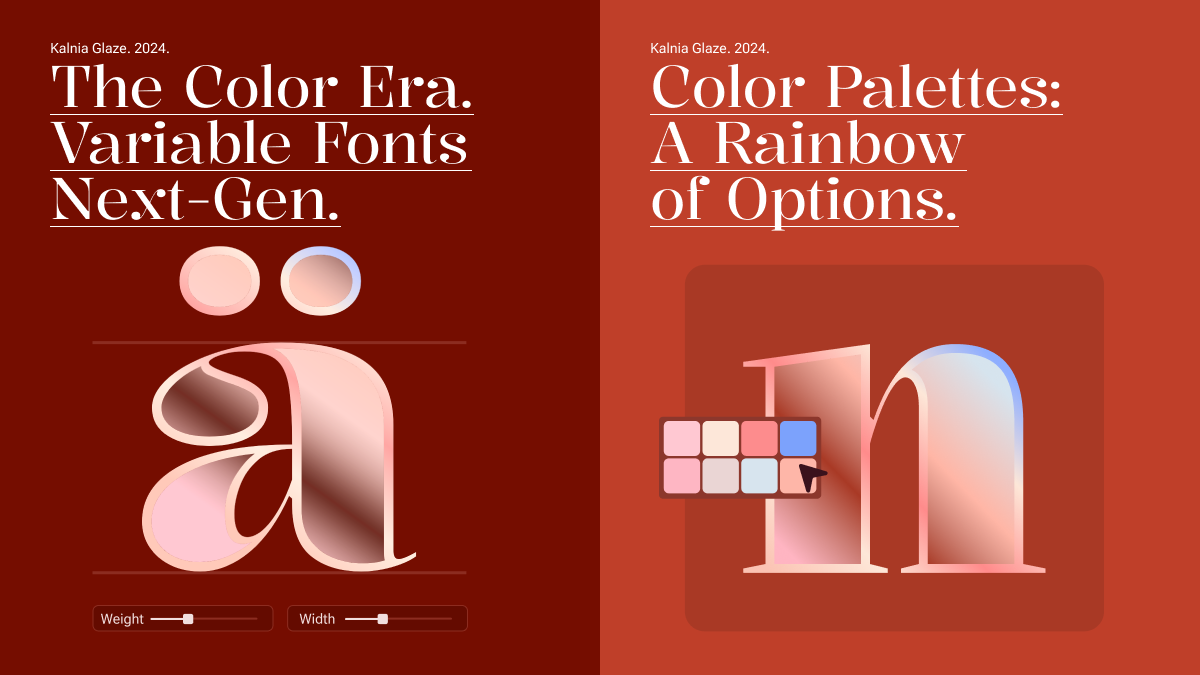 Kalnia Glaze. 2024.
The Color Era.
Variable Fonts
Next-Gen.
ä
Weight
Width
Kalnia Glaze. 2024.
Color Palettes:
A Rainbow
of Options.
n